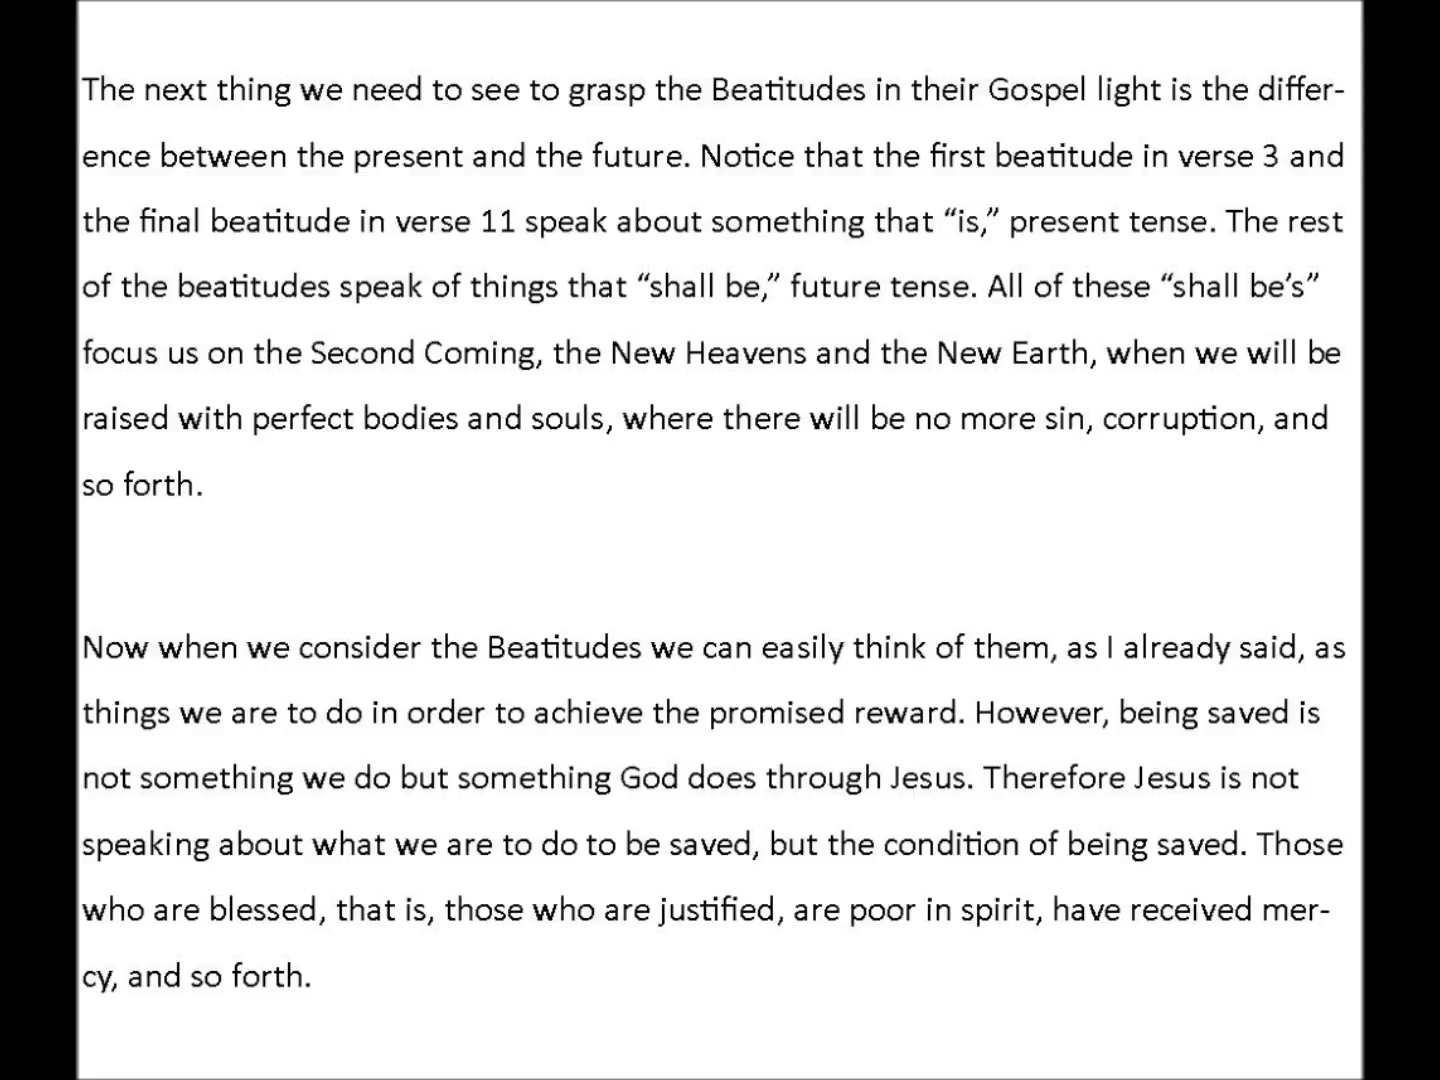 The next thing we need to see to grasp the Beatitudes in their Gospel light is the differ-
ence between the present and the future. Notice that the first beatitude in verse 3 and
the final beatitude in verse 11 speak about something that “is,” present tense. The rest
of the beatitudes speak of things that “shall be,” future tense. All of these “shall be’s”
focus us on the Second Coming, the New Heavens and the New Earth, when we will be
raised with perfect bodies and souls, where there will be no more sin, corruption, and
so forth.
Now when we consider the Beatitudes we can easily think of them, as I already said, as
things we are to do in order to achieve the promised reward. However, being saved is
not something we do but something God does through Jesus. Therefore Jesus is not
speaking about what we are to do to be saved, but the condition of being saved. Those
who are blessed, that is, those who are justified, are poor in spirit, have received mer-
cy, and so forth.